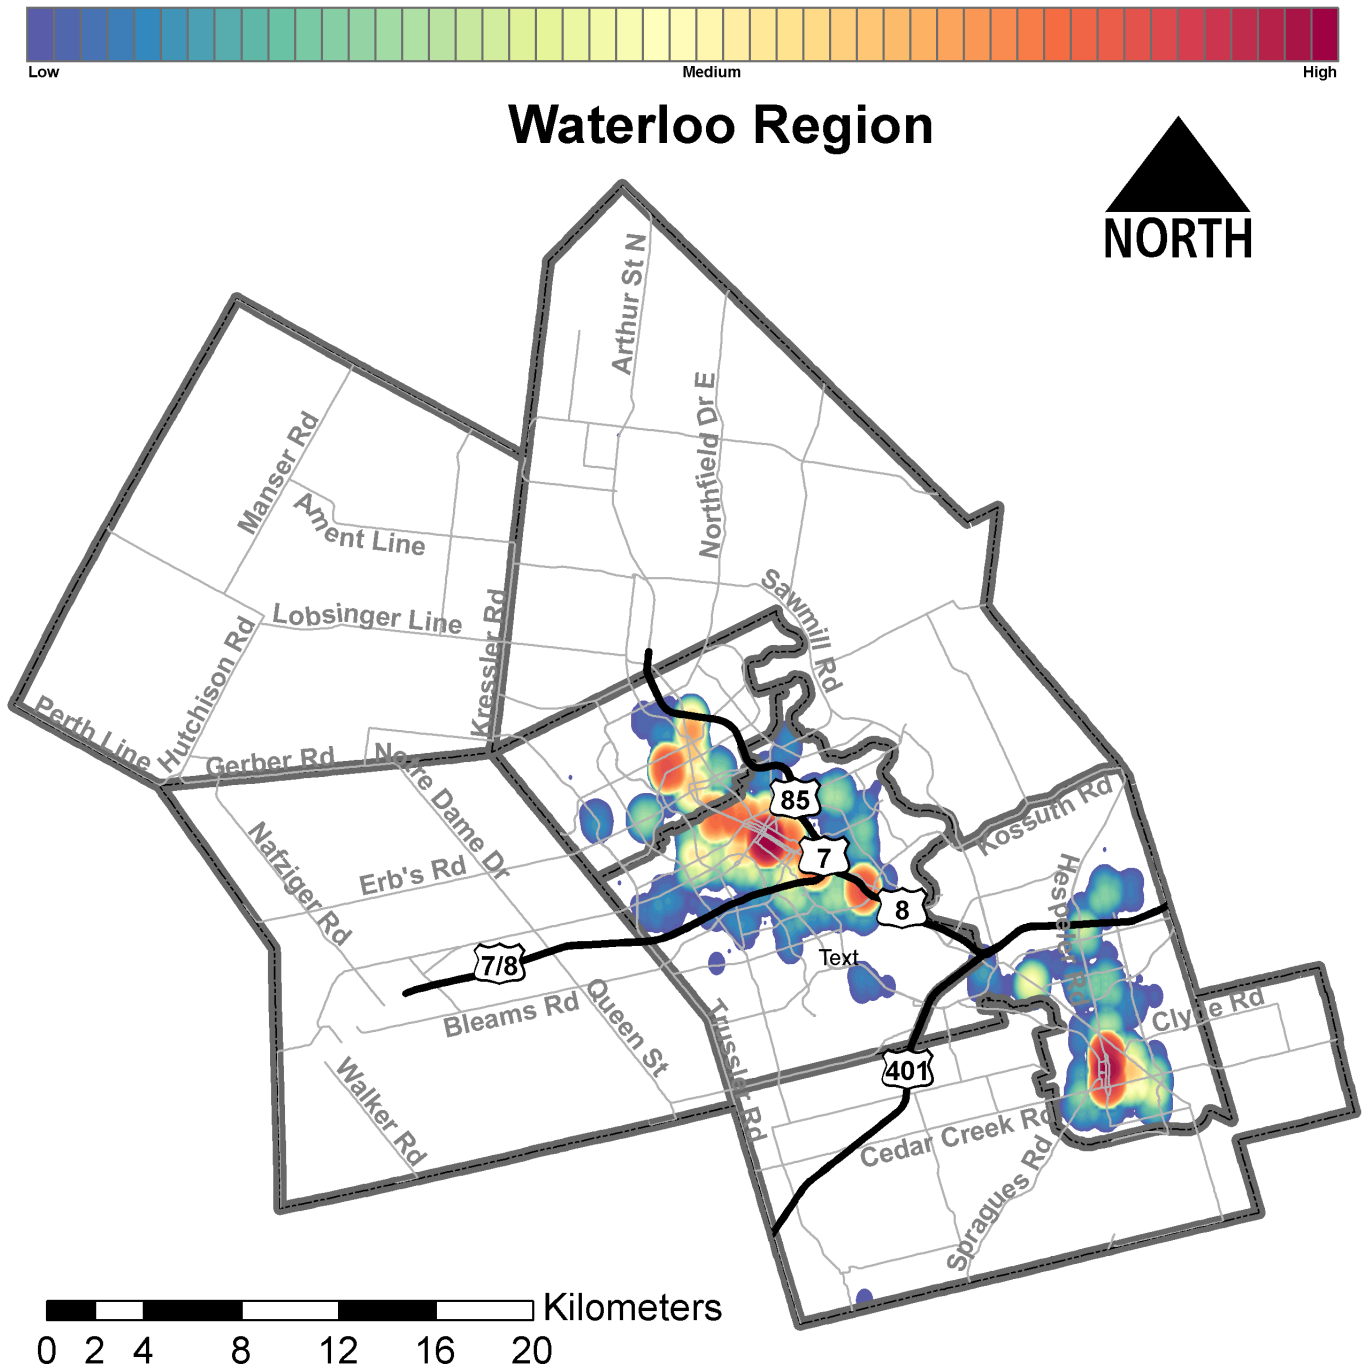 Low Medium High
Waterloo Region
NORTH
Arthur St N
Northfield Dr E
Manser Rd
Ament Line
Sawmill Rd
Lobsinger Line
Kressler Rd
Hutchison Rd
Perth Line
Gerber Rd
Notre Dame Dr
85
Kossuth Rd
Nafziger Rd
7
Erb's Rd
Hespeler Rd
8
7/8
Text
Bleams Rd
Queen St
Trussler Rd
Clyde Rd
401
Walker Rd
Cedar Creek Rd
Spragues Rd
Kilometers
0 2 4 8 12 16 20